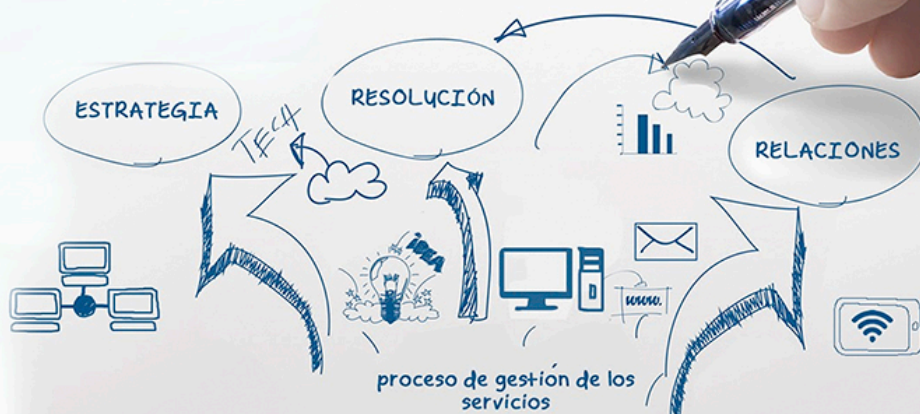 ESTRATEGIA
RESOLUCIÓN
RELACIONES
TECH
IDEA
www.
proceso de gestión de los
servicios